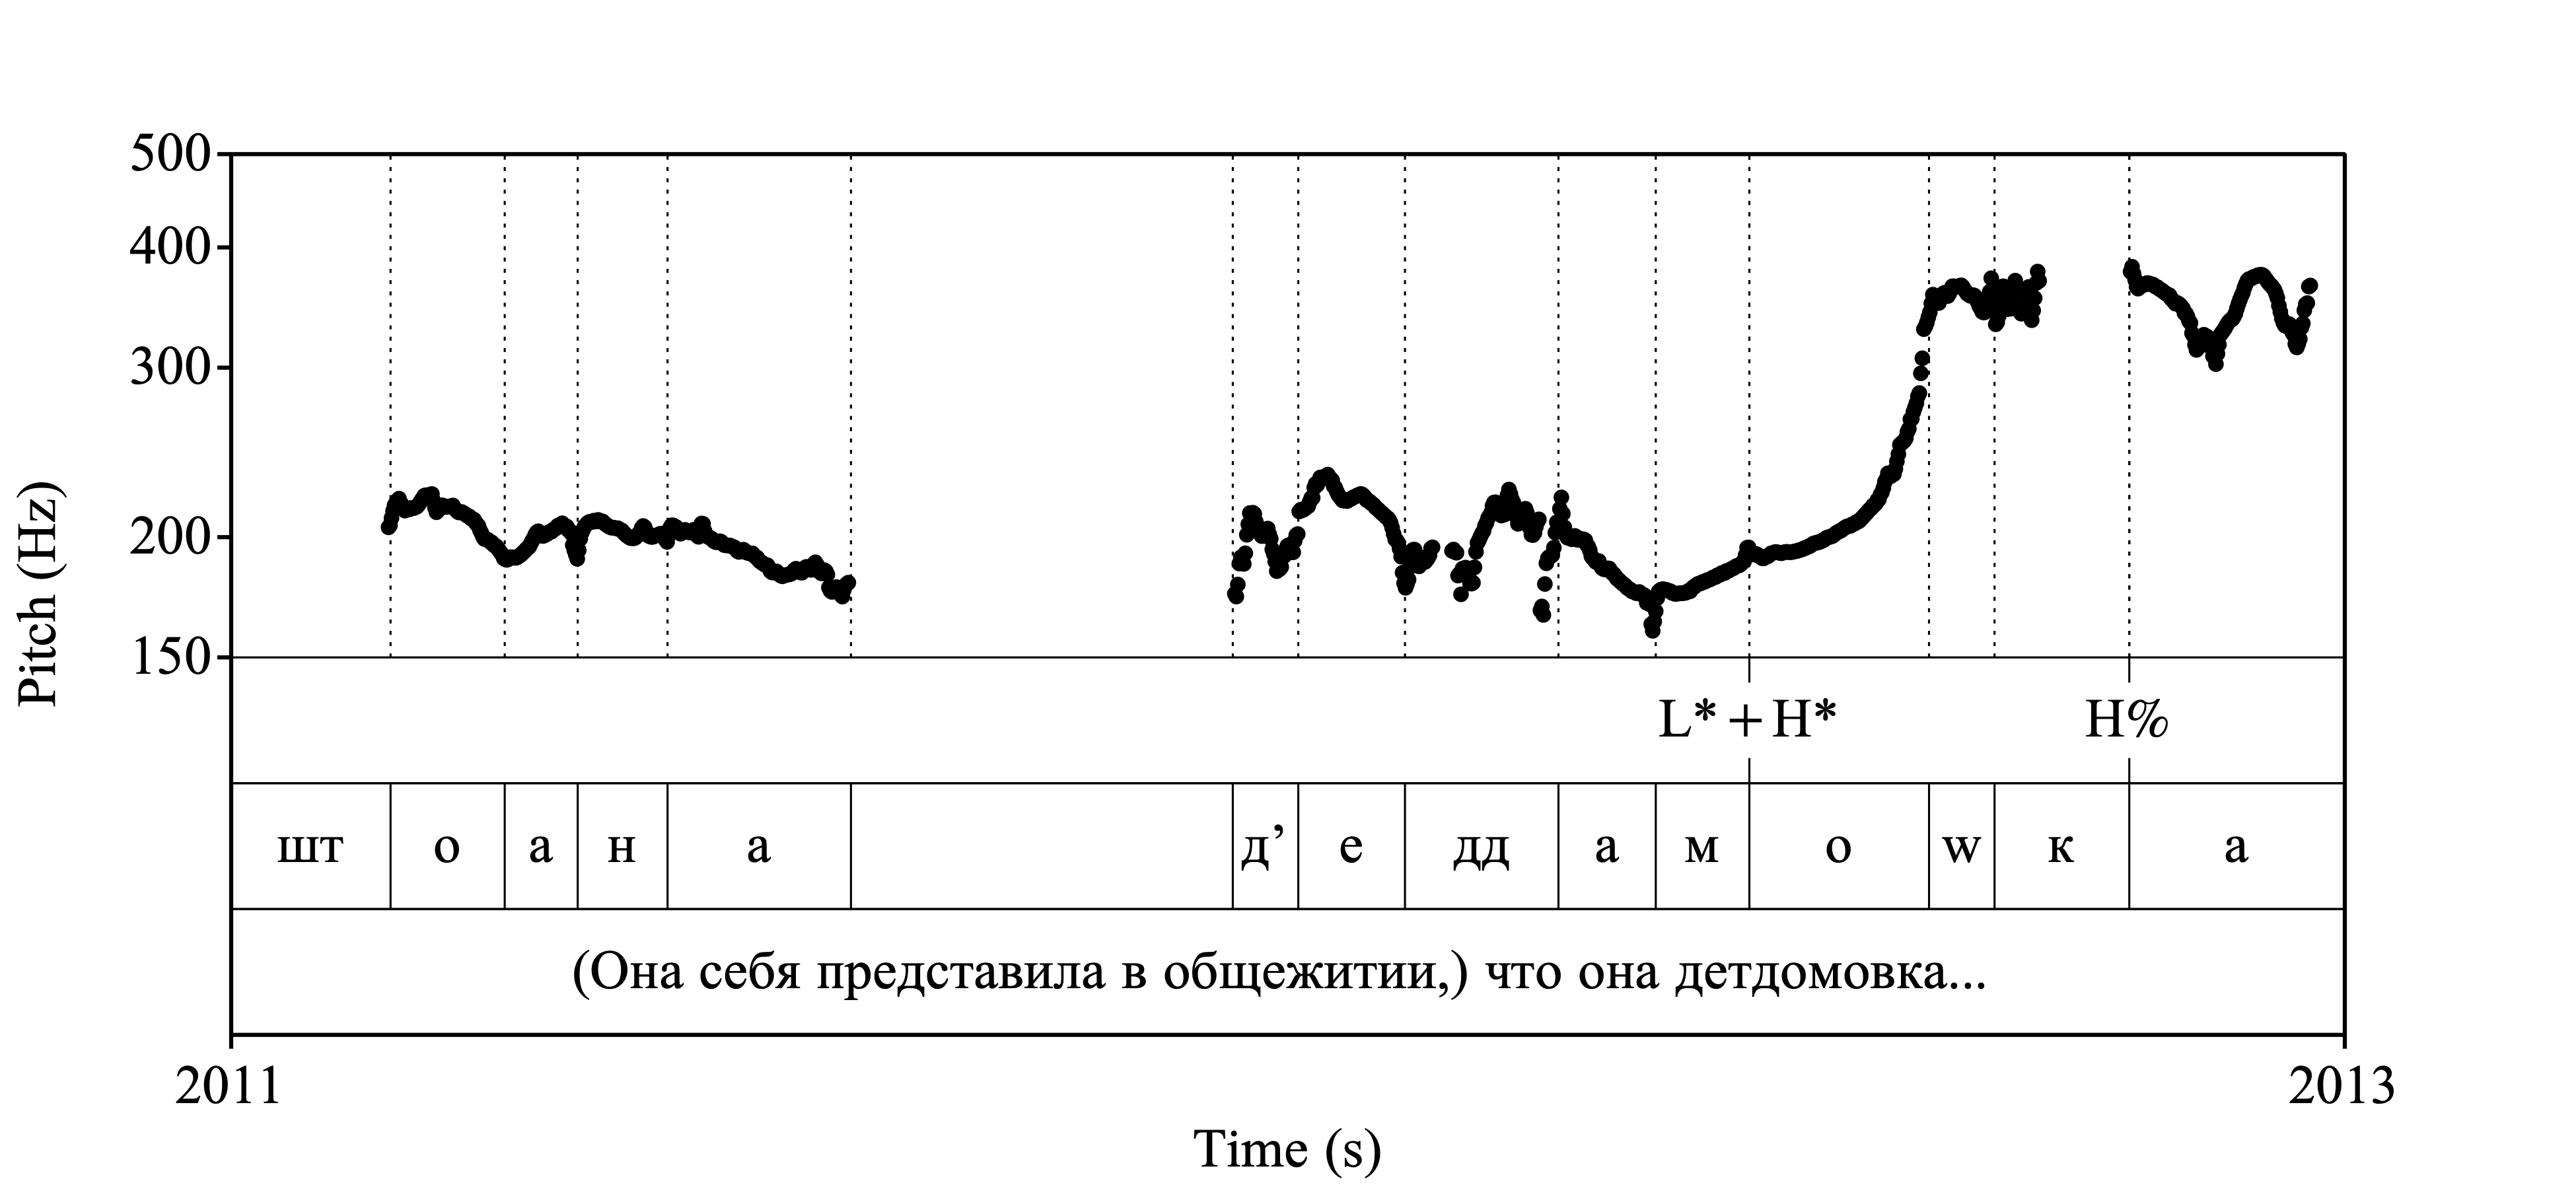 500
400
300
200
150
Pitch (Hz)
L*+H* H%
шт о а н а д’ е дд а м о w к а
(Она себя представила в общежитии,) что она детдомовка...
2011 2013
Time (s)